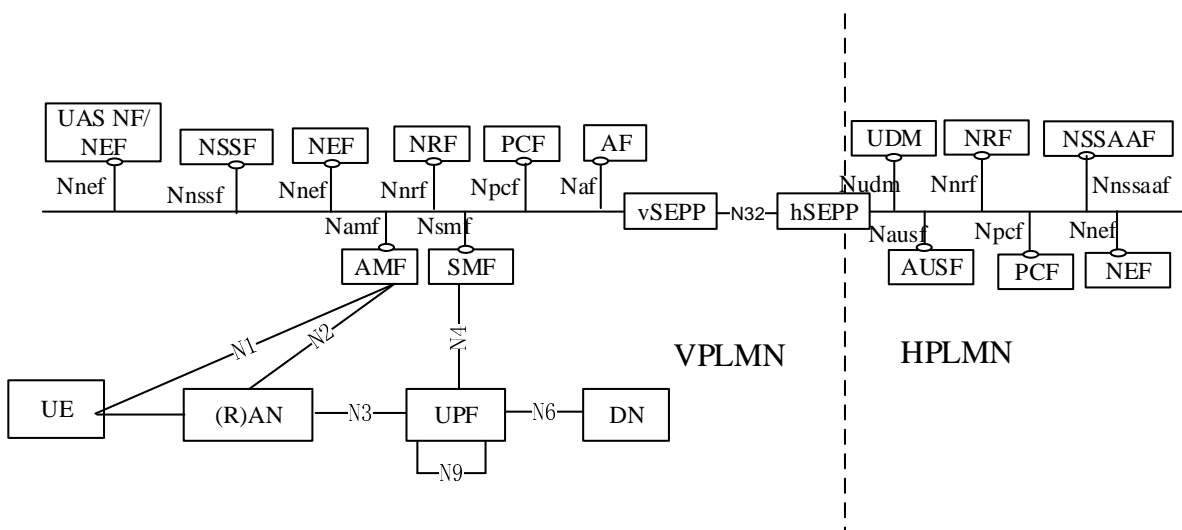 UAS NF/
NEF
NSSF
NEF
NRF
PCF
AF
UDM
NRF
NSSAAF
Nnef
Nnssf
Nnef
Nnrf
Npcf
Naf
Nudm
Nnrf
Nnssaaf
vSEPP
N32
hSEPP
Namf
Nsmf
Nausf
Npcf
Nnef
AMF
SMF
AUSF
PCF
NEF
N1
N2
N4
VPLMN
HPLMN
UE
(R)AN
N3
UPF
N6
DN
N9